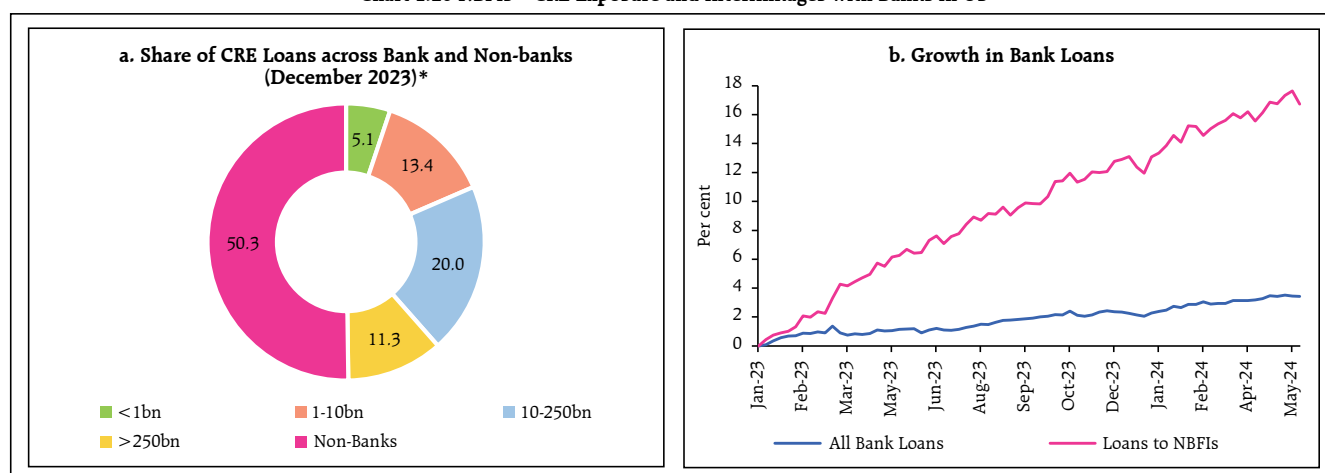 a. Share of CRE Loans across Bank and Non-banks
(December 2023)*
5.1
13.4
50.3
20.0
11.3
<1bn
1-10bn
10-250bn
>250bn
Non-Banks
b. Growth in Bank Loans
Per cent
18
16
14
12
10
8
6
4
2
0
Jan-23
Feb-23
Mar-23
May-23
Jun-23
Aug-23
Sep-23
Oct-23
Dec-23
Jan-24
Feb-24
Apr-24
May-24
All Bank Loans
Loans to NBFIs